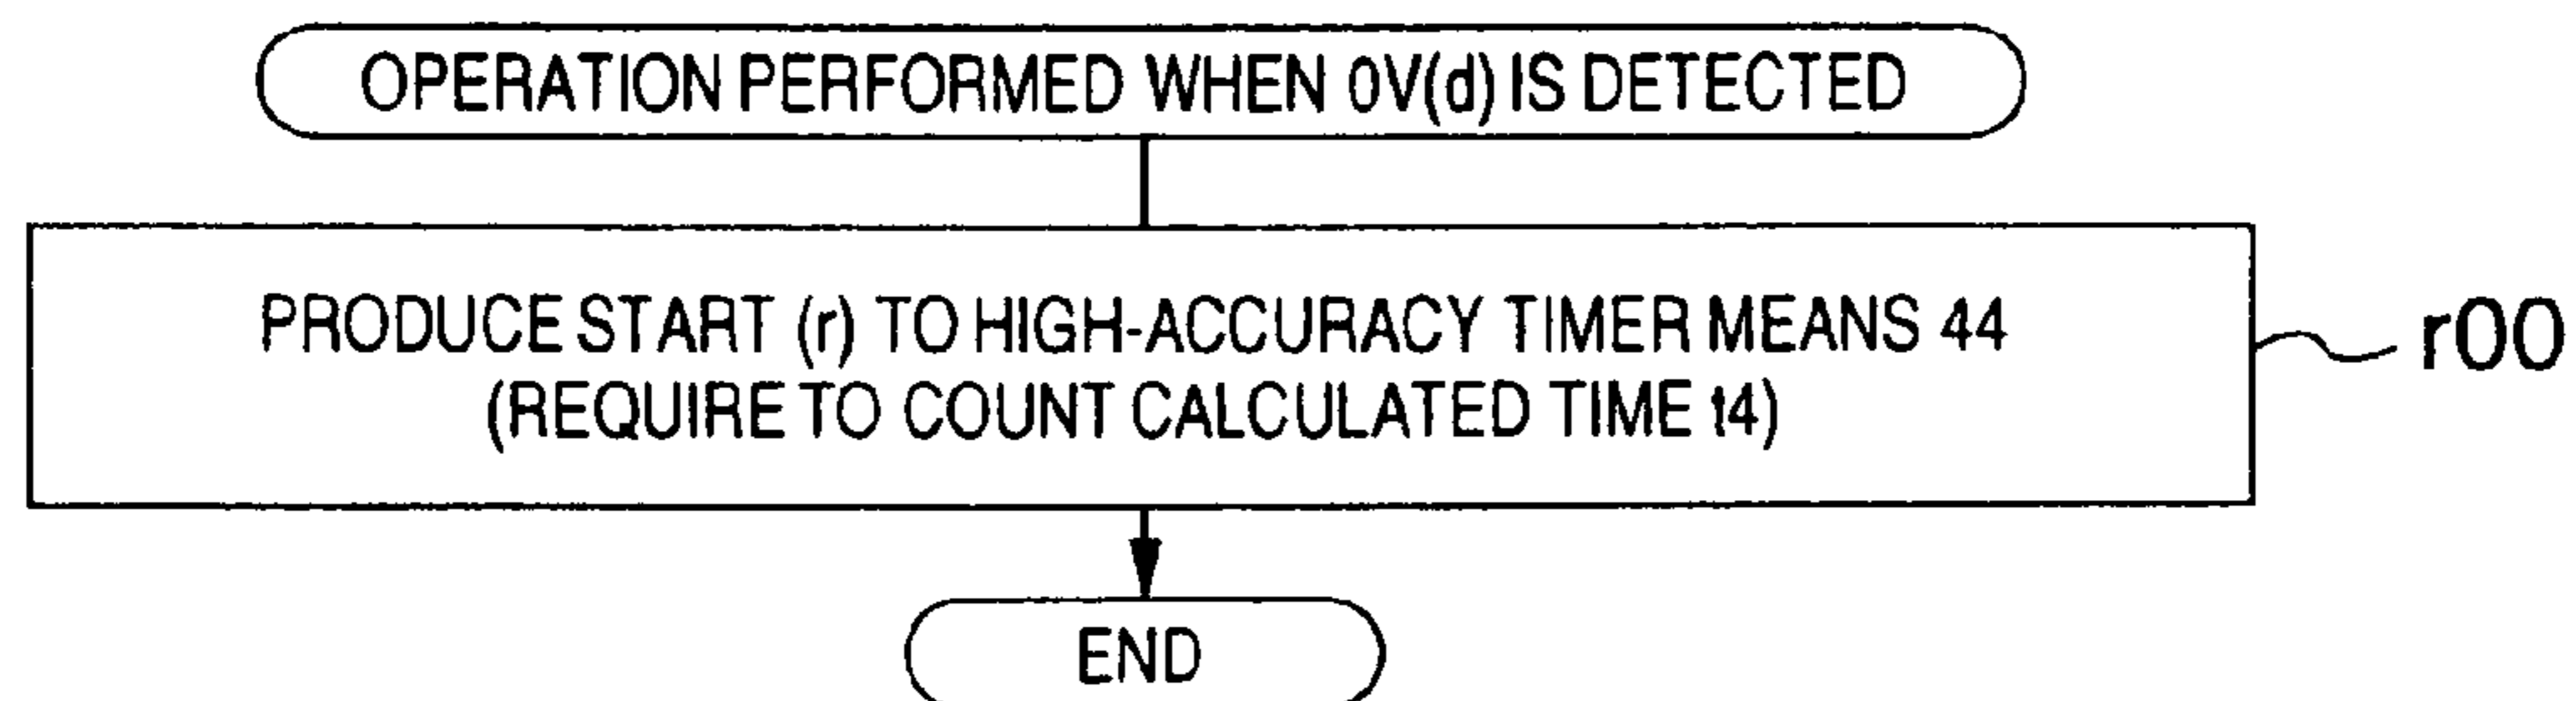 OPERATION PERFORMED WHEN 0V(d) IS DETECTED
PRODUCE START (r) TO HIGH-ACCURACY TIMER MEANS 44
(REQUIRE TO COUNT CALCULATED TIME t4)
r00
END